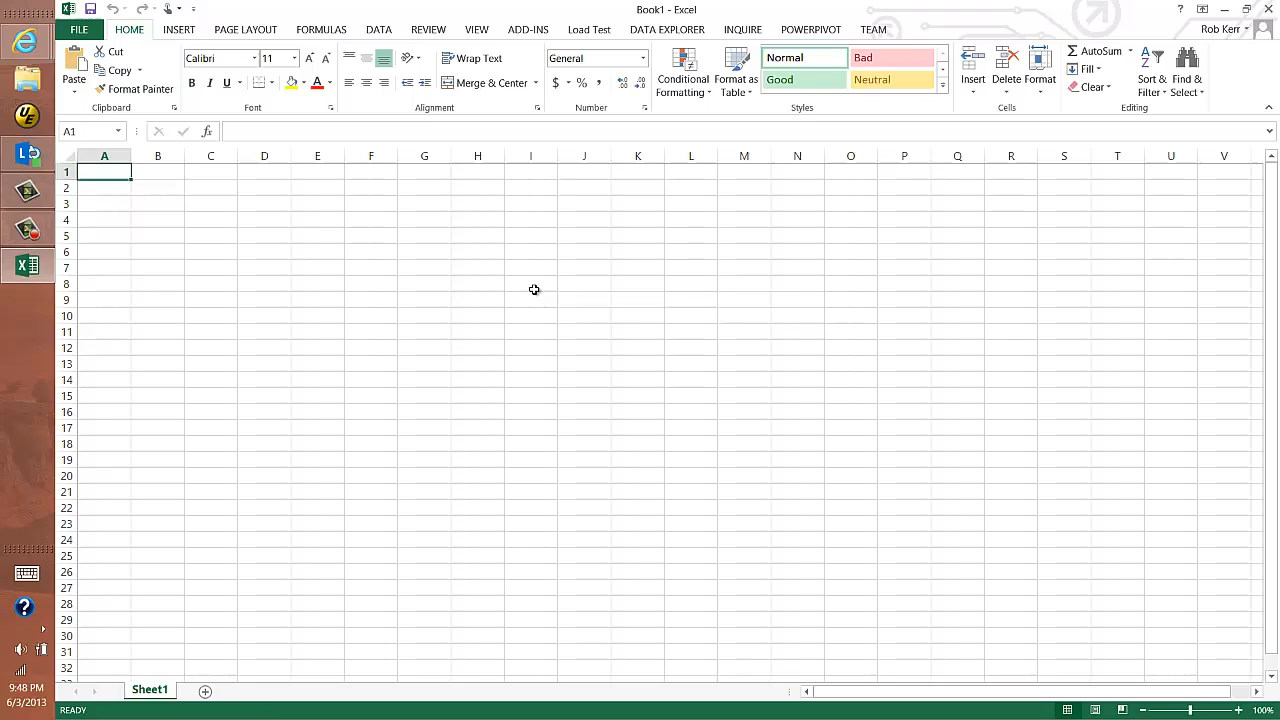 Book1 - Excel
?
FILE HOME INSERT PAGE LAYOUT FORMULAS DATA REVIEW VIEW ADD-INS Load Test DATA EXPLORER INQUIRE POWERPIVOT TEAM Rob Kerr
Paste
Cut
Copy
Format Painter
Clipboard
Calibri
B I U
Font
Wrap Text
Merge & Center
Alignment
General
$ % ,
Number
Conditional Formatting
Format as Table
Normal Bad
Good Neutral
Styles
Insert Delete Format
Cells
AutoSum
Fill
Clear
Sort & Filter
Find & Select
Editing
A1 fx
A B C D E F G H I J K L M N O P Q R S T U V
1
2
3
4
5
6
7
8
9
10
11
12
13
14
15
16
17
18
19
20
21
22
23
24
25
26
27
28
29
30
31
32
Sheet1
READY 100%
9:48 PM
6/3/2013